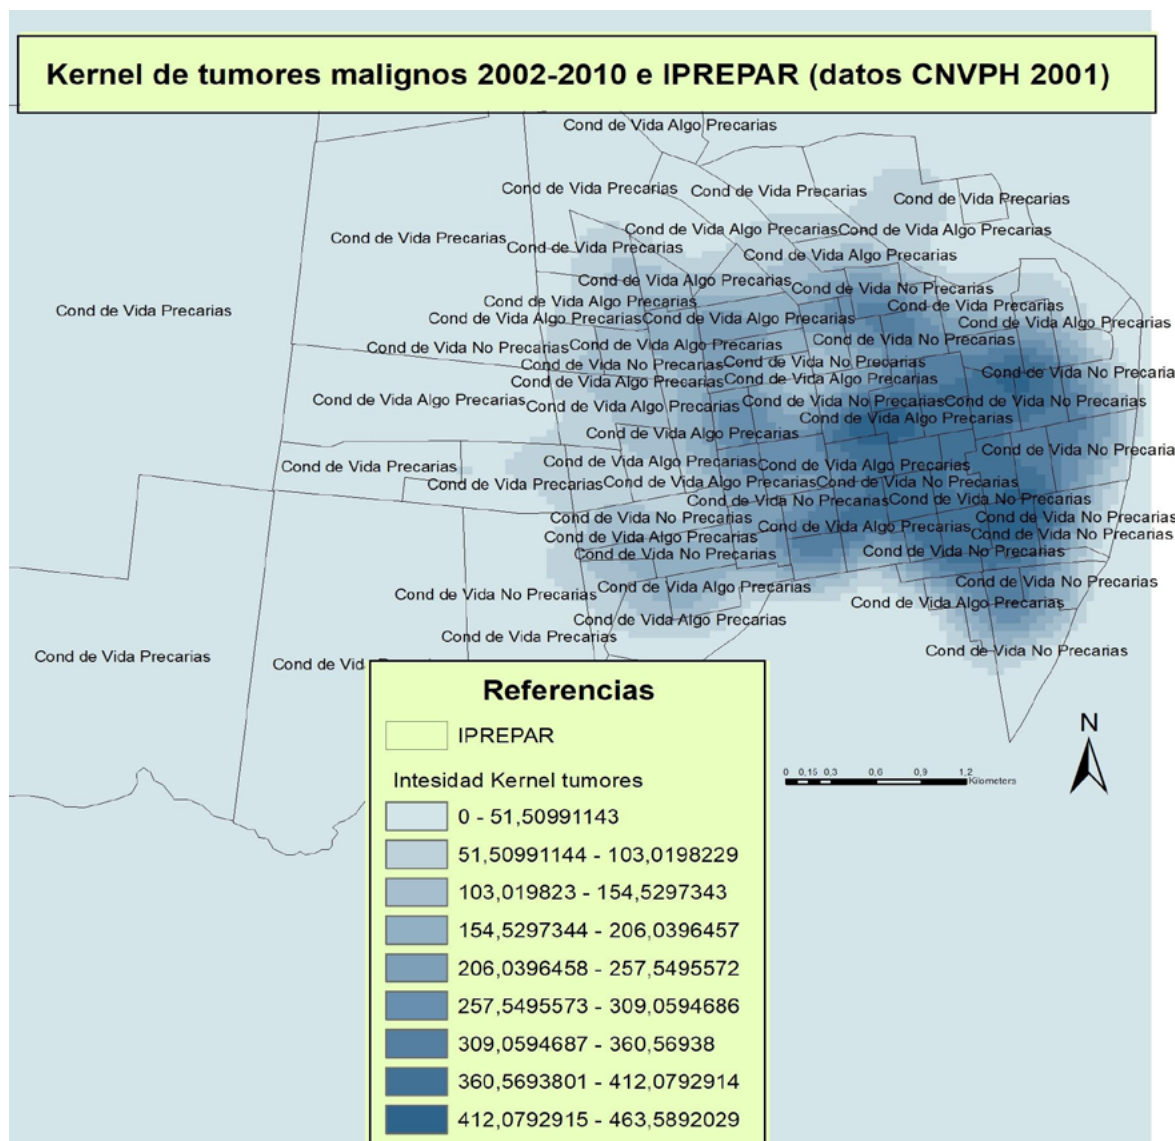 Kernel de tumores malignos 2002-2010 e IPREPAR (datos CNVPH 2001)
Cond de Vida Algo Precarias
Cond de Vida Precarias
Cond de Vida Precarias
Cond de Vida Precarias
Cond de Vida Algo Precarias
Cond de Vida Algo Precarias
Cond de Vida Precarias
Cond de Vida Precarias
Cond de Vida Algo Precarias
Cond de Vida Algo Precarias
Cond de Vida No Precarias
Cond de Vida Algo Precarias
Cond de Vida Precarias
Cond de Vida Precarias
Cond de Vida Algo Precarias
Cond de Vida Algo Precarias
Cond de Vida Algo Precarias
Cond de Vida No Precarias
Cond de Vida No Precarias
Cond de Vida Algo Precarias
Cond de Vida No Precarias
Cond de Vida No Precarias
Cond de Vida No Precaria
Cond de Vida Algo Precarias
Cond de Vida Algo Precarias
Cond de Vida Algo Precarias
Cond de Vida Algo Precarias
Cond de Vida No Precarias
Cond de Vida No Precarias
Cond de Vida Algo Precarias
Cond de Vida Algo Precarias
Cond de Vida No Precaria
Cond de Vida Precarias
Cond de Vida Algo Precarias
Cond de Vida Algo Precarias
Cond de Vida Precarias
Cond de Vida Algo Precarias
Cond de Vida No Precarias
Cond de Vida No Precarias
Cond de Vida No Precarias
Cond de Vida No Precarias
Cond de Vida No Precarias
Cond de Vida Algo Precarias
Cond de Vida Algo Precarias
Cond de Vida No Precarias
Cond de Vida No Precarias
Cond de Vida No Precarias
Cond de Vida No Precarias
Cond de Vida Algo Precarias
Cond de Vida No Precarias
Cond de Vida Algo Precarias
Cond de Vida Algo Precarias
Cond de Vida Precarias
Cond de Vida No Precarias
Cond de Vida Precarias
Cond de Vida
Referencias
IPREPAR
Intesidad Kernel tumores
0 - 51,50991143
51,50991144 - 103,0198229
103,019823 - 154,5297343
154,5297344 - 206,0396457
206,0396458 - 257,5495572
257,5495573 - 309,0594686
309,0594687 - 360,56938
360,5693801 - 412,0792914
412,0792915 - 463,5892029
N
0 0,15 0,3 0,6 0,9 1,2
Kilometers